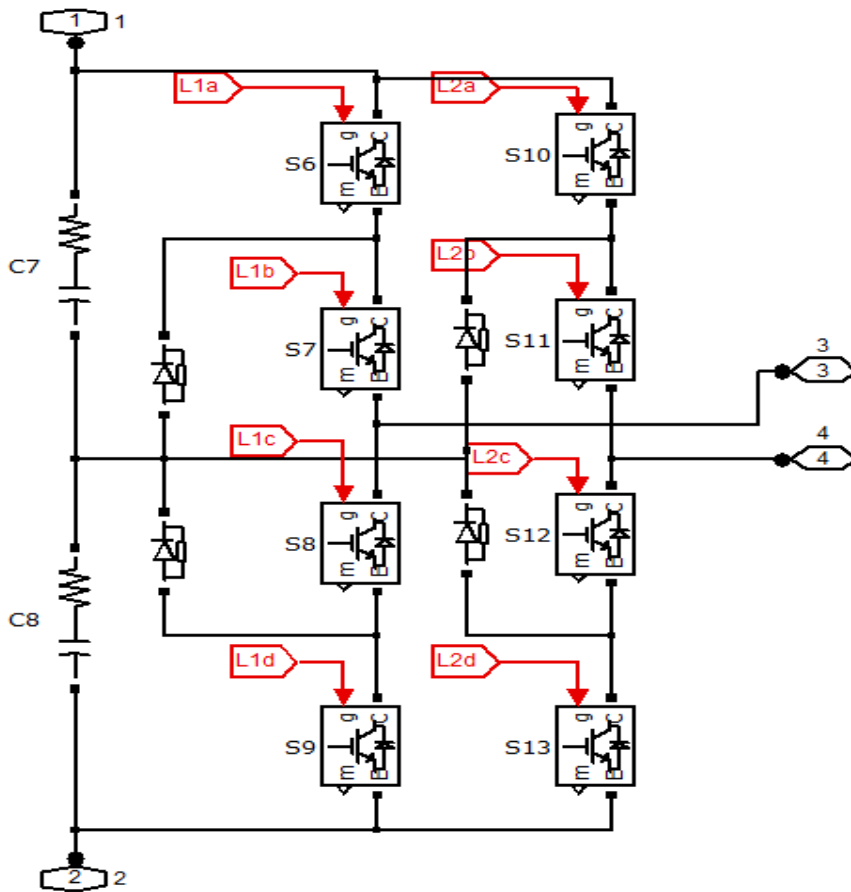 1 1
L1a L2a
g C
S6
m E
g C
S10
m E
C7
L1b L2b
g C
S7
m E
g C
S11
m E
3
3
L1c L2c
4
4
g C
S8
m E
g C
S12
m E
C8
L1d L2d
g C
S9
m E
g C
S13
m E
2 2